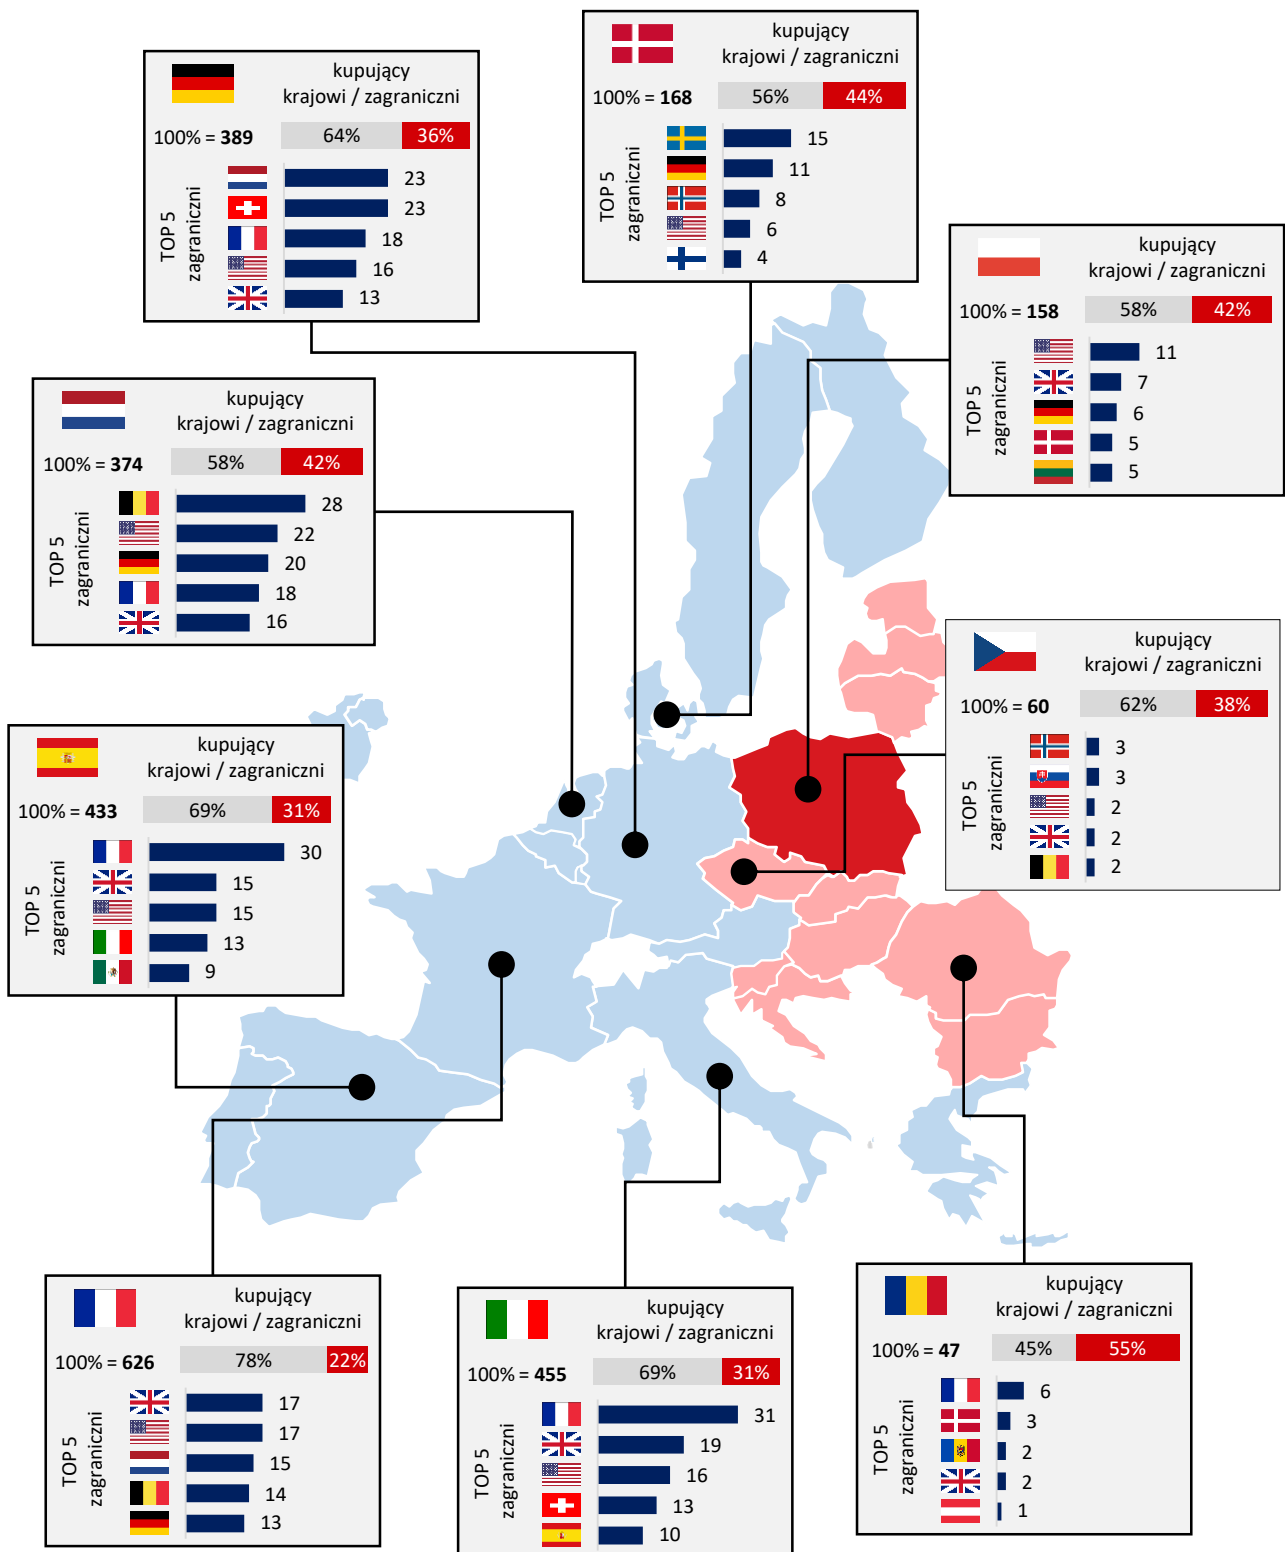 kupujący
krajowi / zagraniczni
100% = 168
56%
44%
TOP 5
zagraniczni
15
11
8
6
4
kupujący
krajowi / zagraniczni
100% = 389
64%
36%
TOP 5
zagraniczni
23
23
18
16
13
kupujący
krajowi / zagraniczni
100% = 158
58%
42%
TOP 5
zagraniczni
11
7
6
5
5
kupujący
krajowi / zagraniczni
100% = 374
58%
42%
TOP 5
zagraniczni
28
22
20
18
16
kupujący
krajowi / zagraniczni
100% = 60
62%
38%
TOP 5
zagraniczni
3
3
2
2
2
kupujący
krajowi / zagraniczni
100% = 433
69%
31%
TOP 5
zagraniczni
30
15
15
13
9
kupujący
krajowi / zagraniczni
100% = 626
78%
22%
TOP 5
zagraniczni
17
17
15
14
13
kupujący
krajowi / zagraniczni
100% = 455
69%
31%
TOP 5
zagraniczni
31
19
16
13
10
kupujący
krajowi / zagraniczni
100% = 47
45%
55%
TOP 5
zagraniczni
6
3
2
2
1